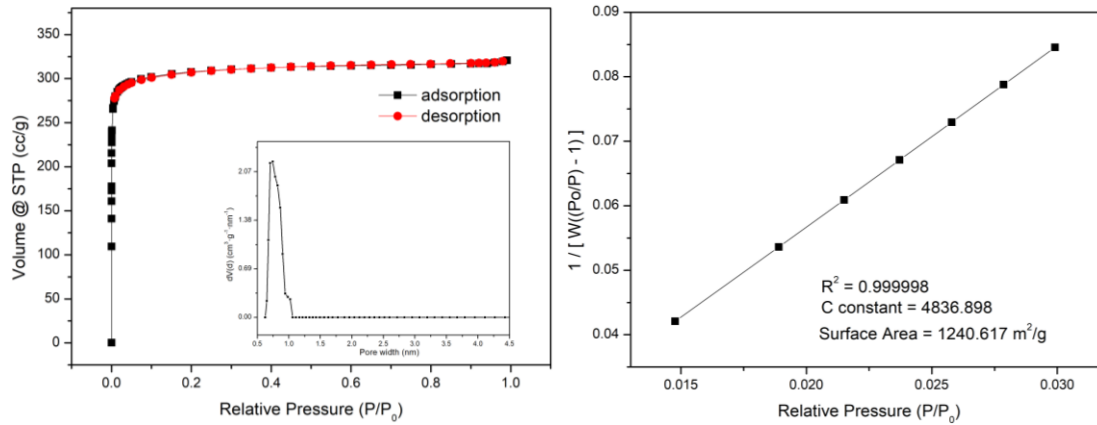 350
300
250
200
150
100
50
0
Volume @ STP (cc/g)
adsorption
desorption
2.07
1.38
0.69
0.00
dV(d) (cm³·g⁻¹·nm⁻¹)
0.5 1.0 1.5 2.0 2.5 3.0 3.5 4.0 4.5
Pore width (nm)
0.0 0.2 0.4 0.6 0.8 1.0
Relative Pressure (P/P₀)
0.09
0.08
0.07
0.06
0.05
0.04
1 / [ W((Po/P) - 1) ]
R² = 0.999998
C constant = 4836.898
Surface Area = 1240.617 m²/g
0.015 0.020 0.025 0.030
Relative Pressure (P/P₀)